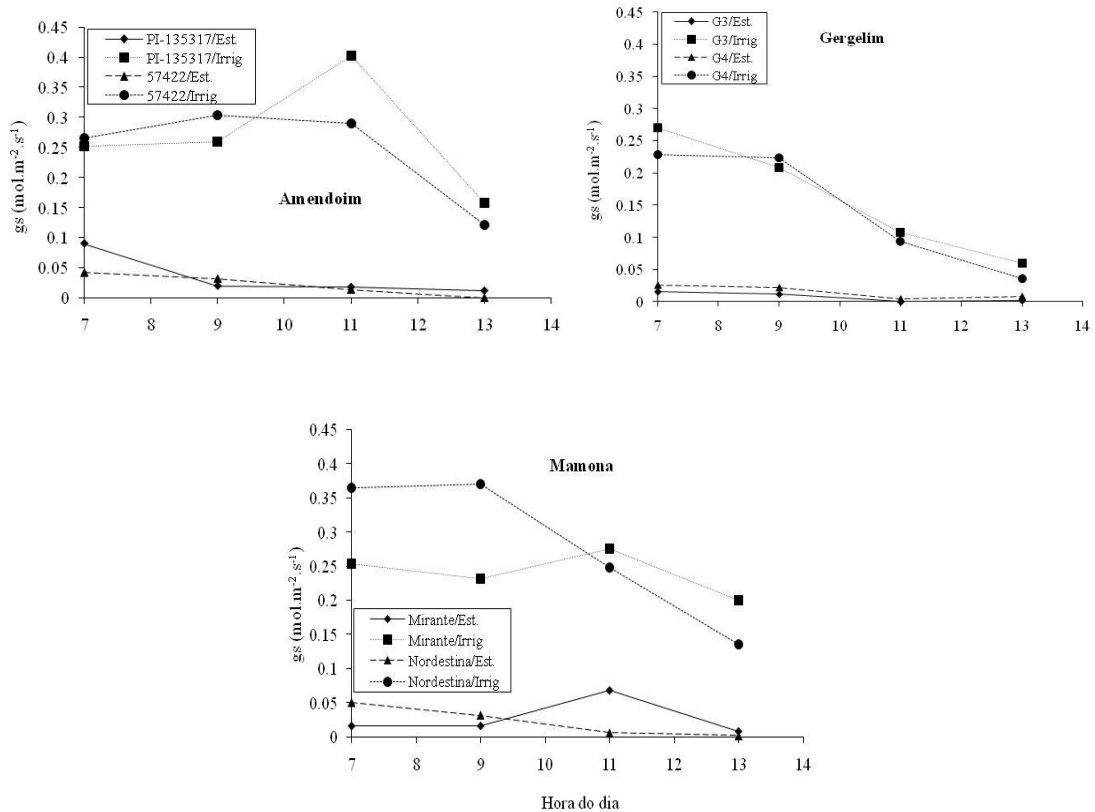 0.45
0.4
0.35
0.3
0.25
0.2
0.15
0.1
0.05
0
gs (mol.m-2.s-1)
PI-135317/Est.
PI-135317/Irrig
57422/Est.
57422/Irrig
Amendoim
7 8 9 10 11 12 13 14
0.45
0.4
0.35
0.3
0.25
0.2
0.15
0.1
0.05
0
gs (mol.m-2.s-1)
G3/Est.
G3/Irrig
G4/Est.
G4/Irrig
Gergelim
7 8 9 10 11 12 13 14
0.45
0.4
0.35
0.3
0.25
0.2
0.15
0.1
0.05
0
gs (mol.m-2.s-1)
Mamona
Mirante/Est.
Mirante/Irrig
Nordestina/Est.
Nordestina/Irrig
7 8 9 10 11 12 13 14
Hora do dia